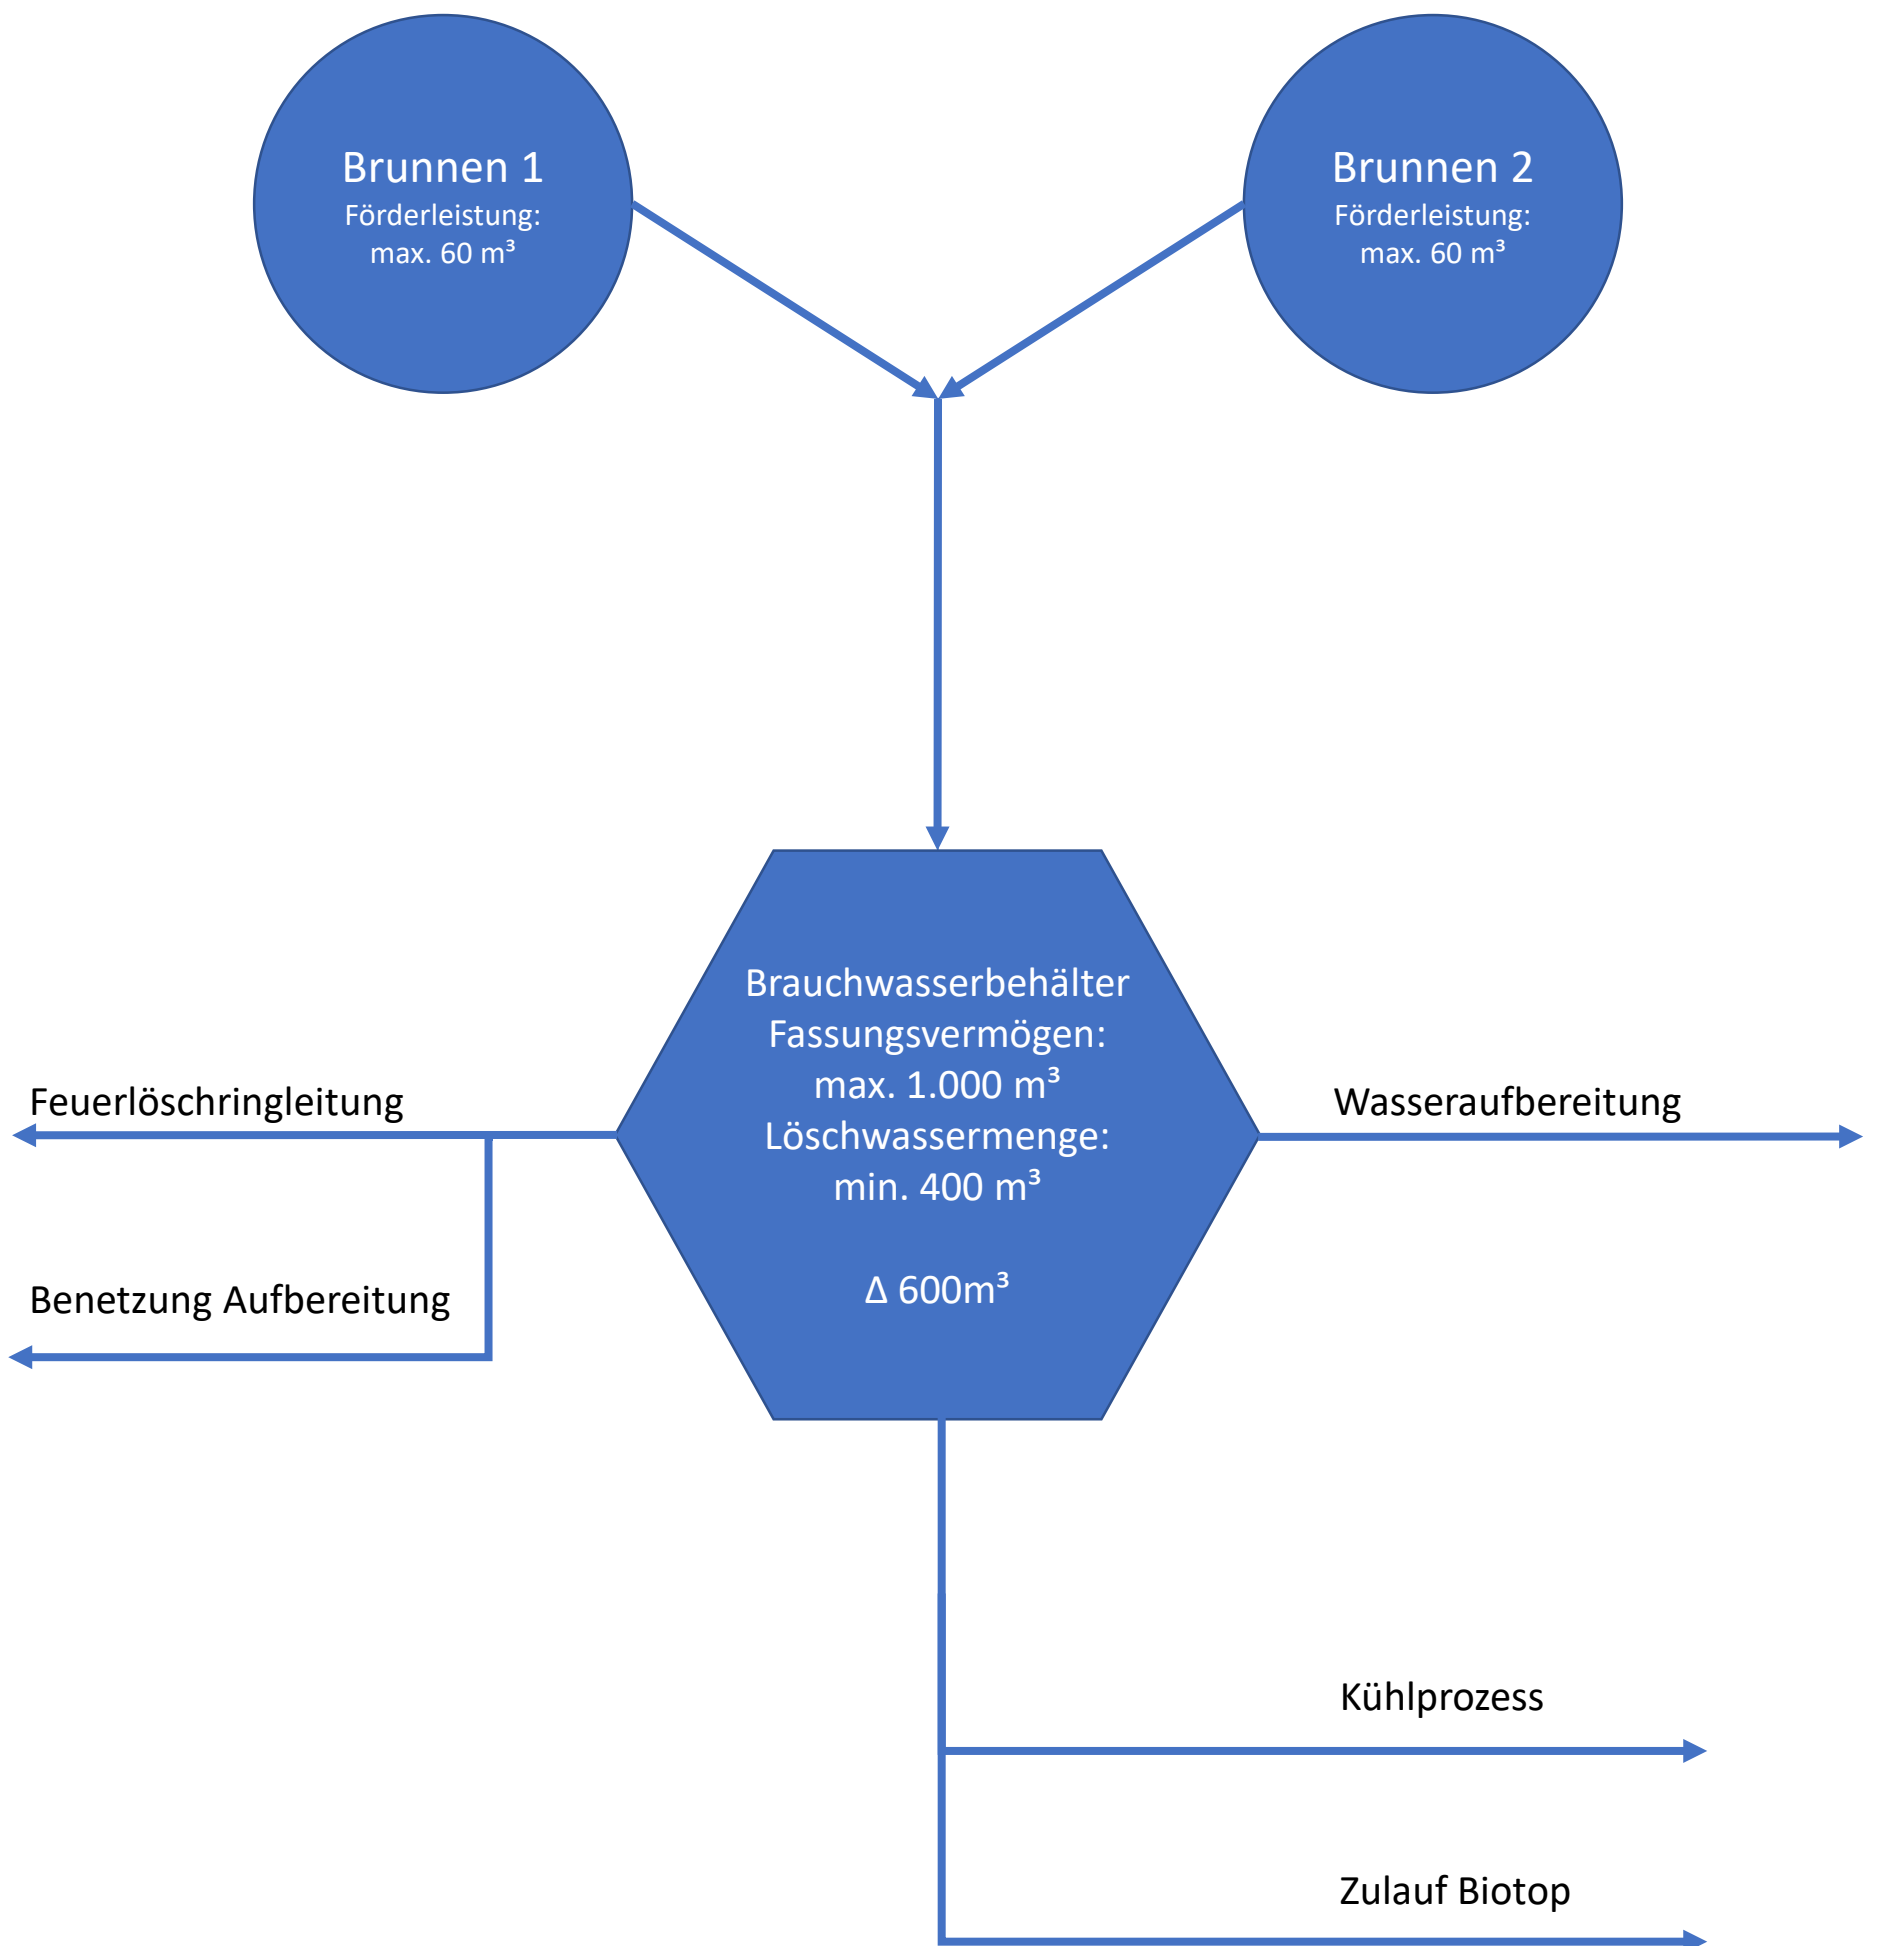 Brunnen 1
Förderleistung:
max. 60 m³
Brunnen 2
Förderleistung:
max. 60 m³
Brauchwasserbehälter
Fassungsvermögen:
max. 1.000 m³
Löschwassermenge:
min. 400 m³
Δ 600m³
Feuerlöschringleitung
Benetzung Aufbereitung
Wasseraufbereitung
Kühlprozess
Zulauf Biotop